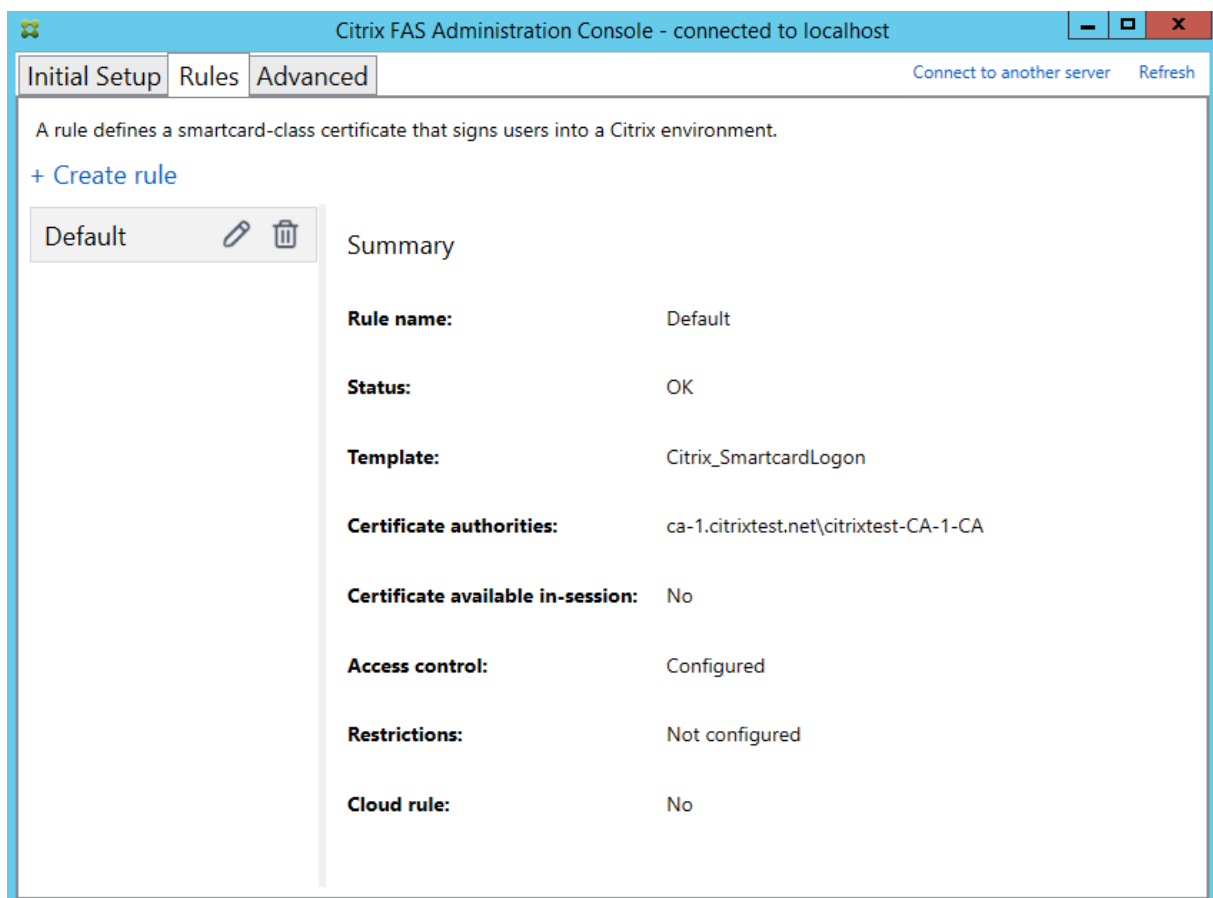 Citrix FAS Administration Console - connected to localhost
Initial Setup Rules Advanced Connect to another server Refresh
A rule defines a smartcard-class certificate that signs users into a Citrix environment.
+ Create rule
Default
Summary
Rule name: Default
Status: OK
Template: Citrix_SmartcardLogon
Certificate authorities: ca-1.citrixtest.net\citrixtest-CA-1-CA
Certificate available in-session: No
Access control: Configured
Restrictions: Not configured
Cloud rule: No